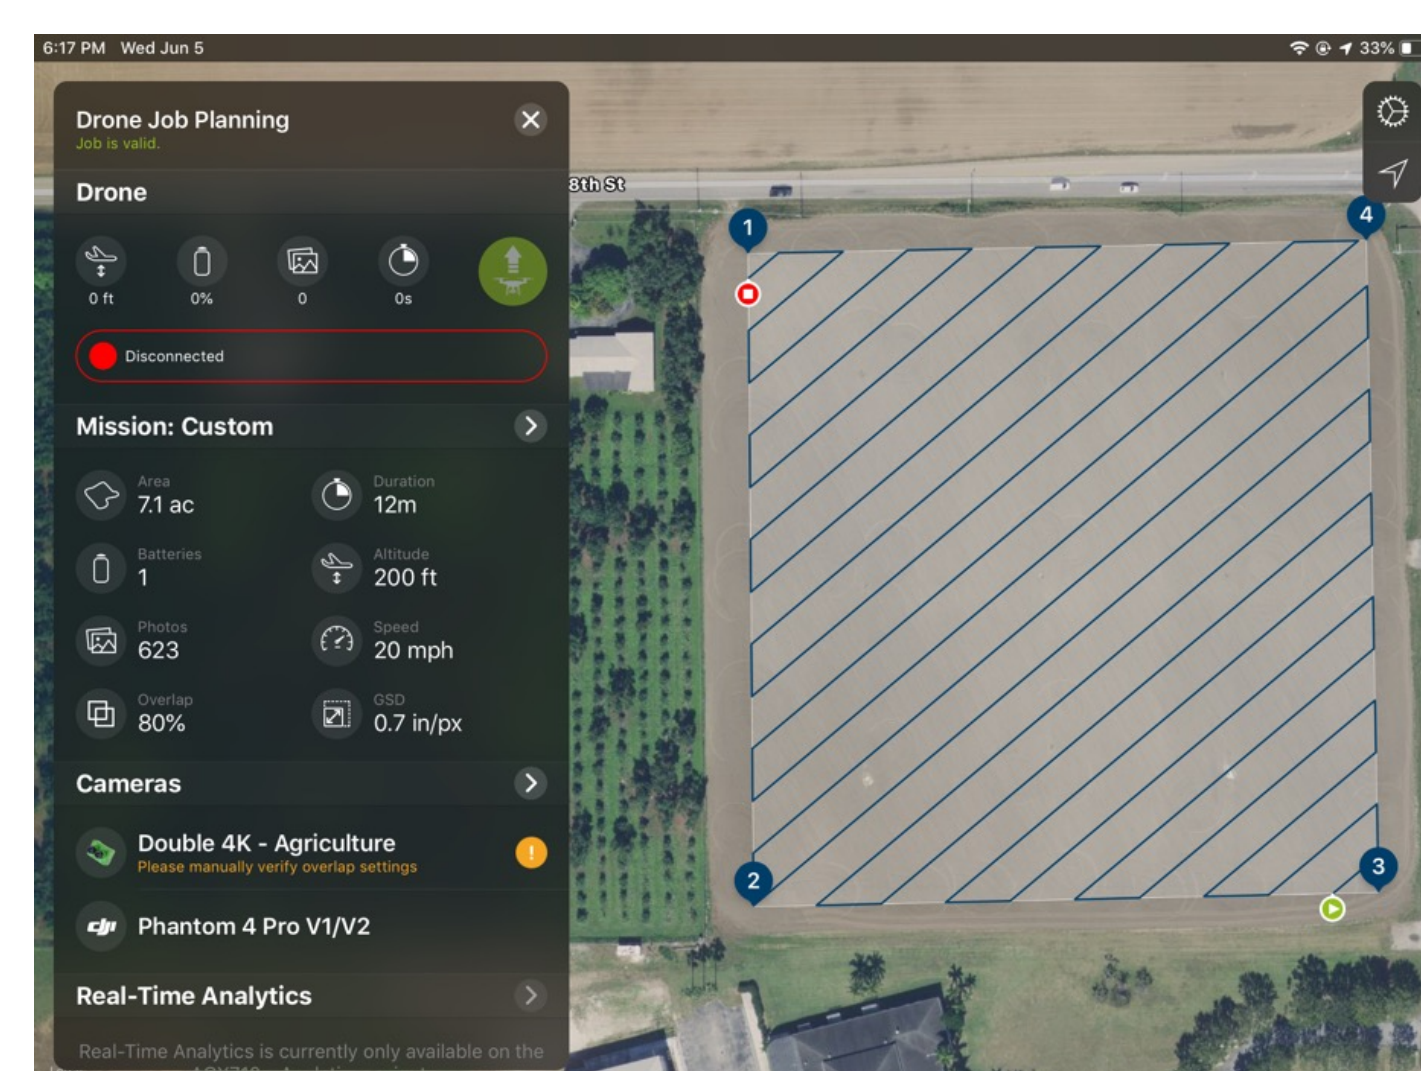 6:17 PM Wed Jun 5
33%
Drone Job Planning
Job is valid.
Drone
0 ft
0%
0
0s
Disconnected
Mission: Custom
Area
7.1 ac
Duration
12m
Batteries
1
Altitude
200 ft
Photos
623
Speed
20 mph
Overlap
80%
GSD
0.7 in/px
Cameras
Double 4K - Agriculture
Please manually verify overlap settings
!
dji
Phantom 4 Pro V1/V2
Real-Time Analytics
Real-Time Analytics is currently only available on the
8th St
1
4
2
3